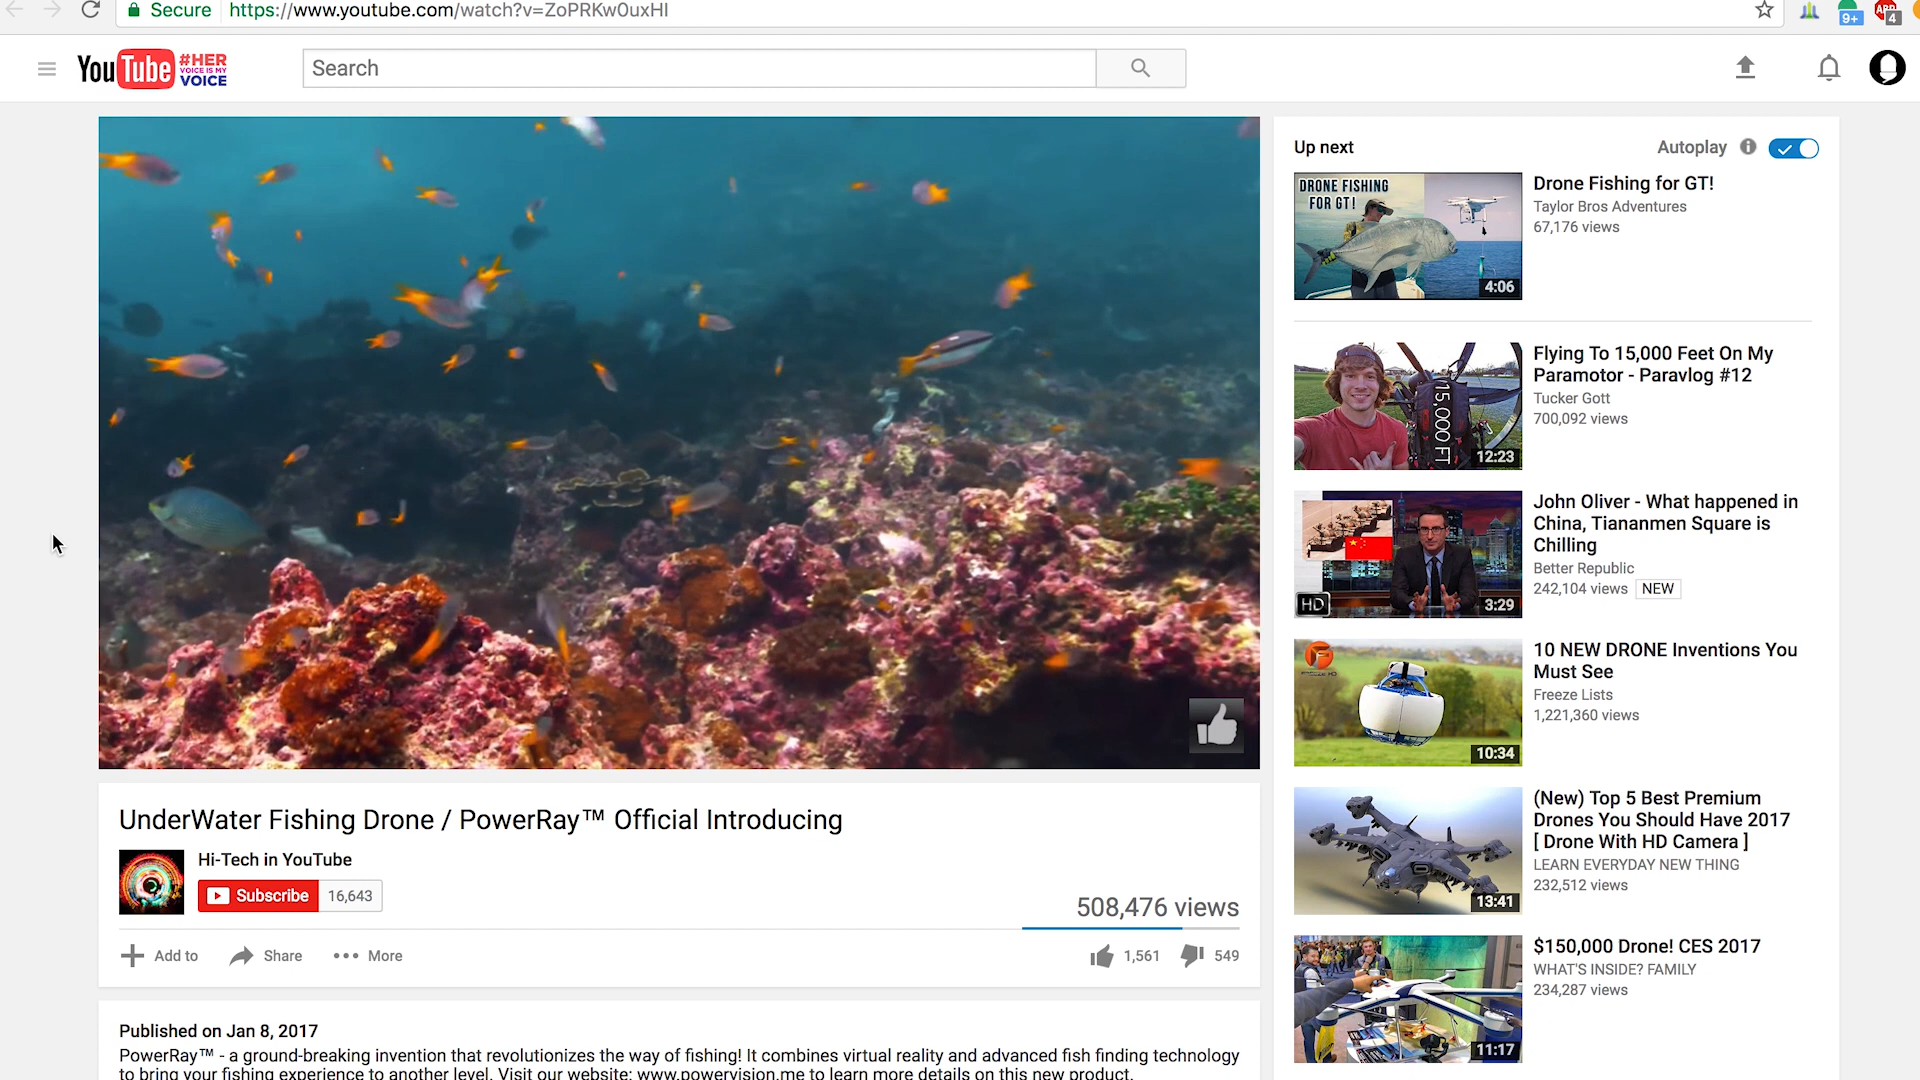 Secure https://www.youtube.com/watch?v=ZoPRKw0uxHI
9+
ABP
4
YouTube #HER
VOICE IS MY
VOICE
Search
Up next
Autoplay
DRONE FISHING
FOR GT!
4:06
Drone Fishing for GT!
Taylor Bros Adventures
67,176 views
15,000 FT
12:23
Flying To 15,000 Feet On My
Paramotor - Paravlog #12
Tucker Gott
700,092 views
HD
3:29
John Oliver - What happened in
China, Tiananmen Square is
Chilling
Better Republic
242,104 views NEW
10:34
10 NEW DRONE Inventions You
Must See
Freeze Lists
1,221,360 views
13:41
(New) Top 5 Best Premium
Drones You Should Have 2017
[ Drone With HD Camera ]
LEARN EVERYDAY NEW THING
232,512 views
11:17
$150,000 Drone! CES 2017
WHAT'S INSIDE? FAMILY
234,287 views
UnderWater Fishing Drone / PowerRay™ Official Introducing
Hi-Tech in YouTube
Subscribe 16,643
508,476 views
Add to Share More
1,561 549
Published on Jan 8, 2017
PowerRay™ - a ground-breaking invention that revolutionizes the way of fishing! It combines virtual reality and advanced fish finding technology
to bring your fishing experience to another level. Visit our website: www.powervision.me to learn more details on this new product.